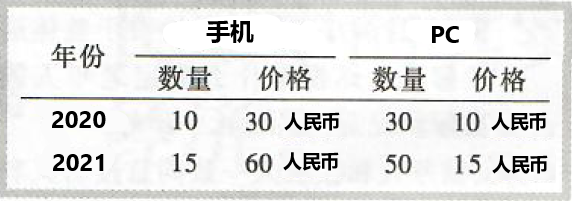 年份 手机 PC
数量 价格 数量 价格
2020 10 30 人民币 30 10 人民币
2021 15 60 人民币 50 15 人民币